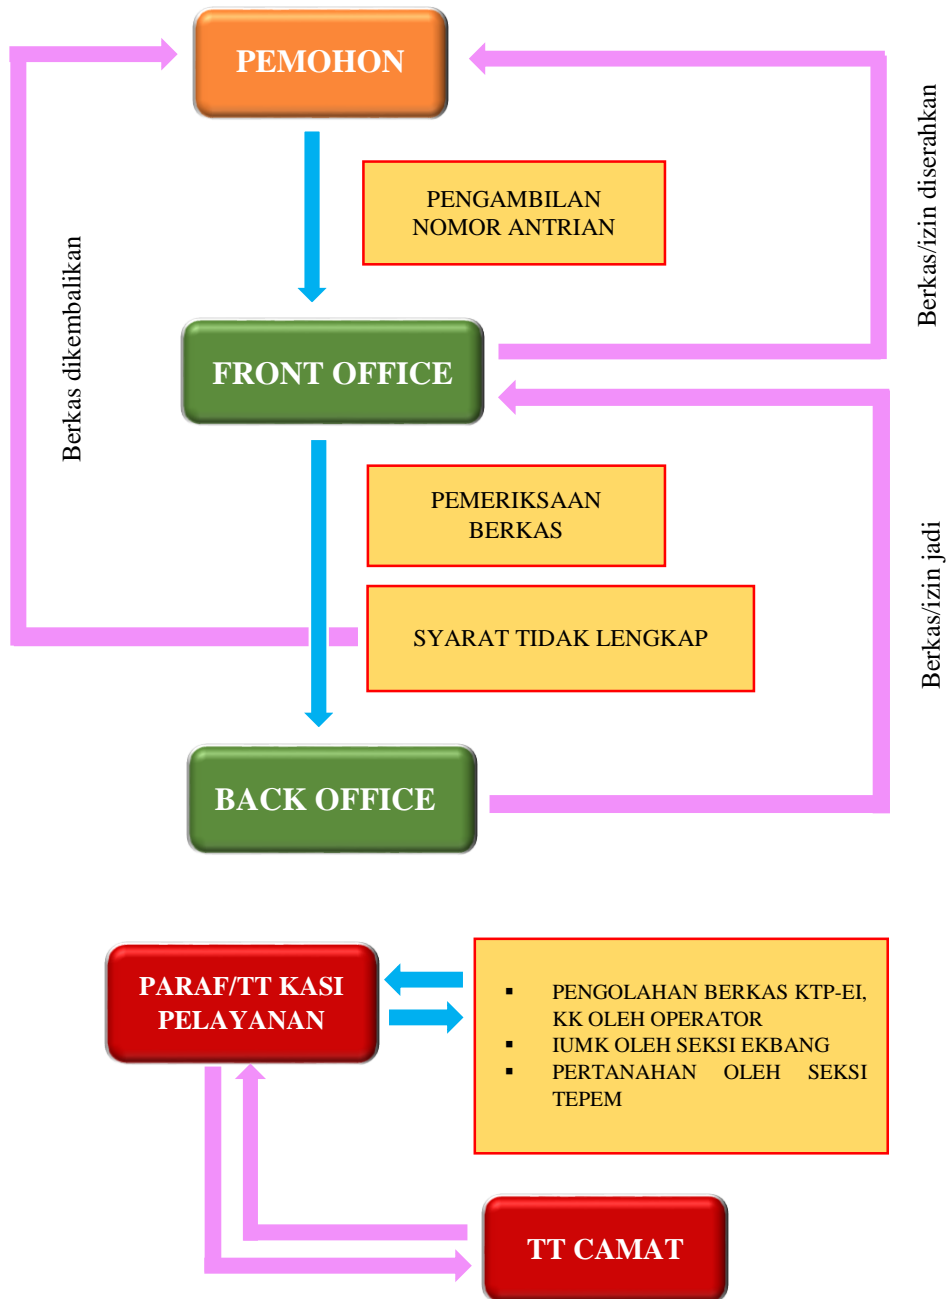 PEMOHON
PENGAMBILAN
NOMOR ANTRIAN
Berkas/izin diserahkan
Berkas dikembalikan
FRONT OFFICE
PEMERIKSAAN
BERKAS
SYARAT TIDAK LENGKAP
Berkas/izin jadi
BACK OFFICE
PARAF/TT KASI
PELAYANAN
▪ PENGOLAHAN BERKAS KTP-EI,
KK OLEH OPERATOR
▪ IUMK OLEH SEKSI EKBANG
▪ PERTANAHAN OLEH SEKSI
TEPEM
TT CAMAT